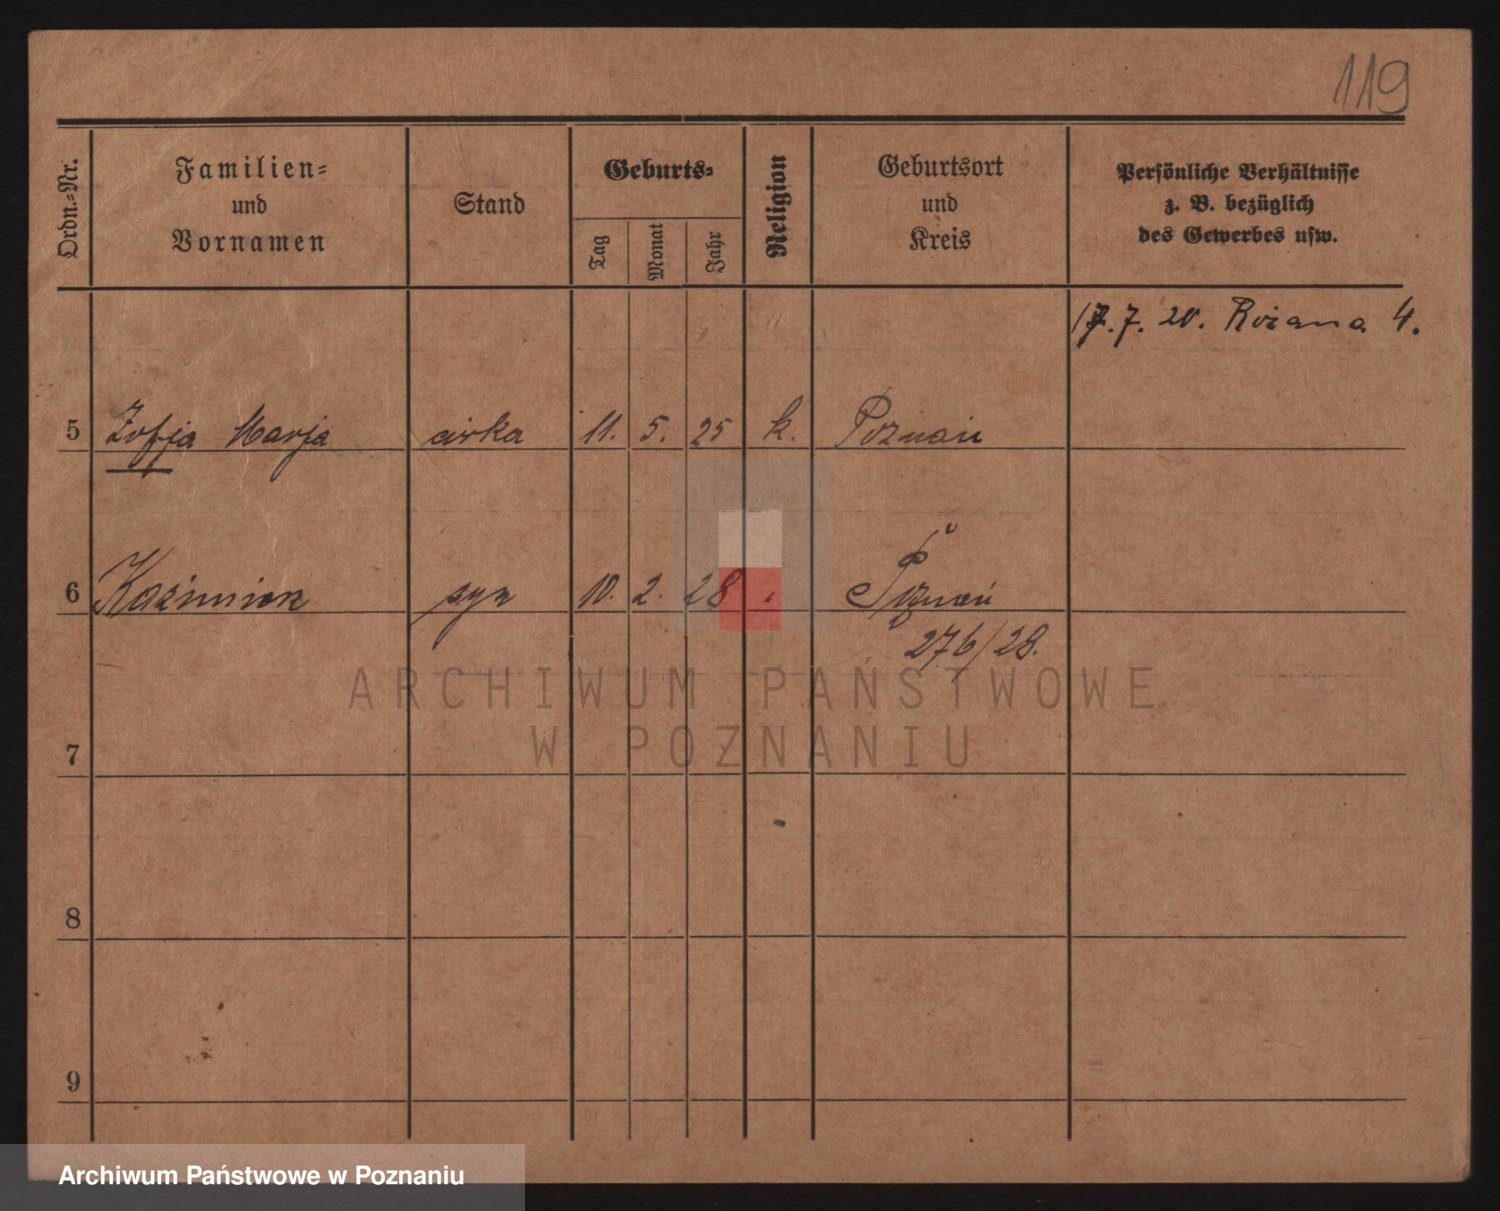 119
Ordn.-Nr.
Familien-
und
Vornamen
Stand
Geburts-
Tag
Monat
Jahr
Religion
Geburtsort
und
Kreis
Persönliche Verhältnisse
z. B. bezüglich
des Gewerbes usw.
17.7.20. Rożana 4.
5 Zofja Marja córka 11. 5. 25 k. Poznań
6 Kazimierz syn 10. 2. 28 " Poznań
276/28.
7
8
9
ARCHIWUM PAŃSTWOWE
W POZNANIU
Archiwum Państwowe w Poznaniu